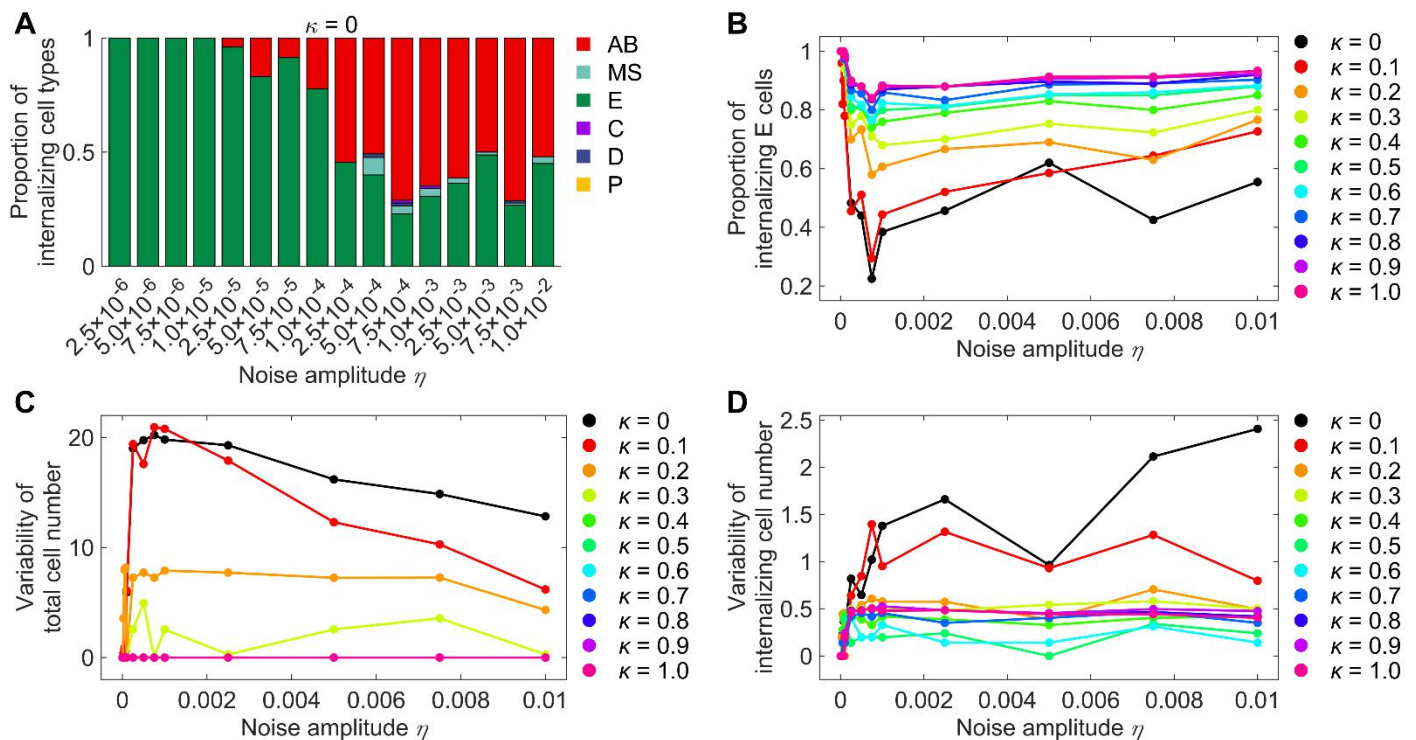 A
κ = 0
Proportion of
internalizing cell types
1
0.5
0
2.5×10⁻⁶
5.0×10⁻⁶
7.5×10⁻⁶
1.0×10⁻⁵
2.5×10⁻⁵
5.0×10⁻⁵
7.5×10⁻⁵
1.0×10⁻⁴
2.5×10⁻⁴
5.0×10⁻⁴
7.5×10⁻⁴
1.0×10⁻³
2.5×10⁻³
5.0×10⁻³
7.5×10⁻³
1.0×10⁻²
Noise amplitude η
AB
MS
E
C
D
P
B
Proportion of
internalizing E cells
1
0.8
0.6
0.4
0.2
0 0.002 0.004 0.006 0.008 0.01
Noise amplitude η
κ = 0
κ = 0.1
κ = 0.2
κ = 0.3
κ = 0.4
κ = 0.5
κ = 0.6
κ = 0.7
κ = 0.8
κ = 0.9
κ = 1.0
C
Variability of
total cell number
20
10
0
0 0.002 0.004 0.006 0.008 0.01
Noise amplitude η
κ = 0
κ = 0.1
κ = 0.2
κ = 0.3
κ = 0.4
κ = 0.5
κ = 0.6
κ = 0.7
κ = 0.8
κ = 0.9
κ = 1.0
D
Variability of
internalizing cell number
2.5
2
1.5
1
0.5
0
0 0.002 0.004 0.006 0.008 0.01
Noise amplitude η
κ = 0
κ = 0.1
κ = 0.2
κ = 0.3
κ = 0.4
κ = 0.5
κ = 0.6
κ = 0.7
κ = 0.8
κ = 0.9
κ = 1.0